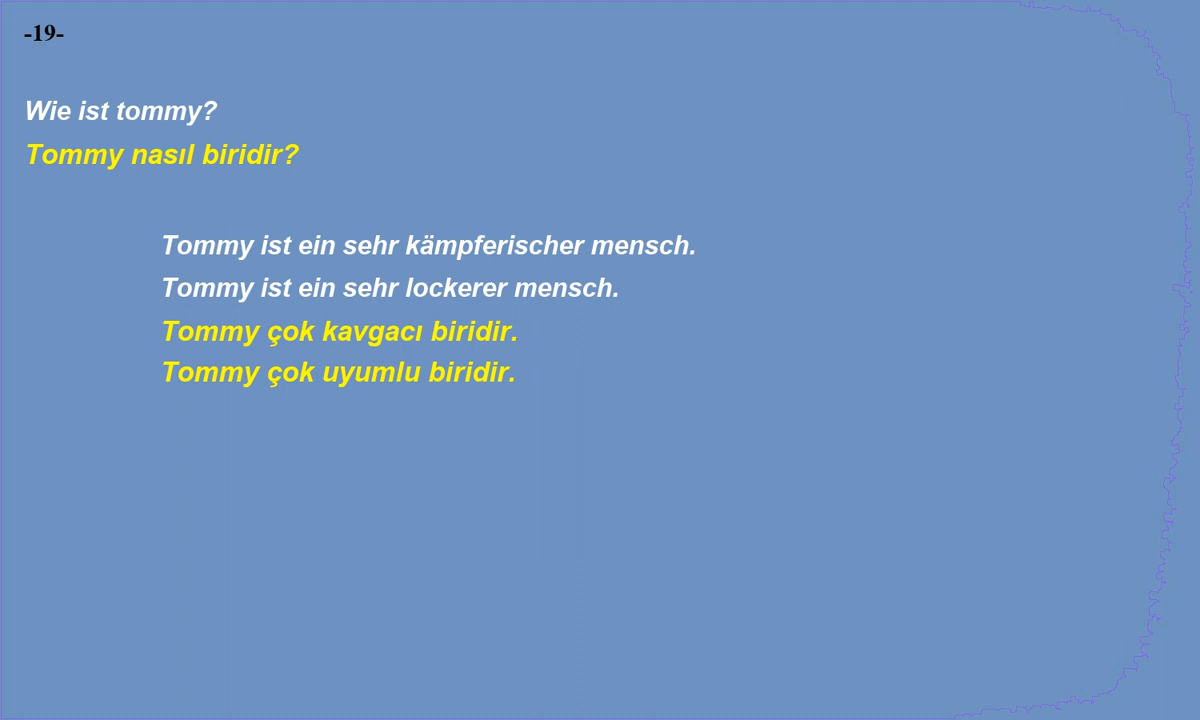 -19-
Wie ist tommy?
Tommy nasıl biridir?
Tommy ist ein sehr kämpferischer mensch.
Tommy ist ein sehr lockerer mensch.
Tommy çok kavgacı biridir.
Tommy çok uyumlu biridir.